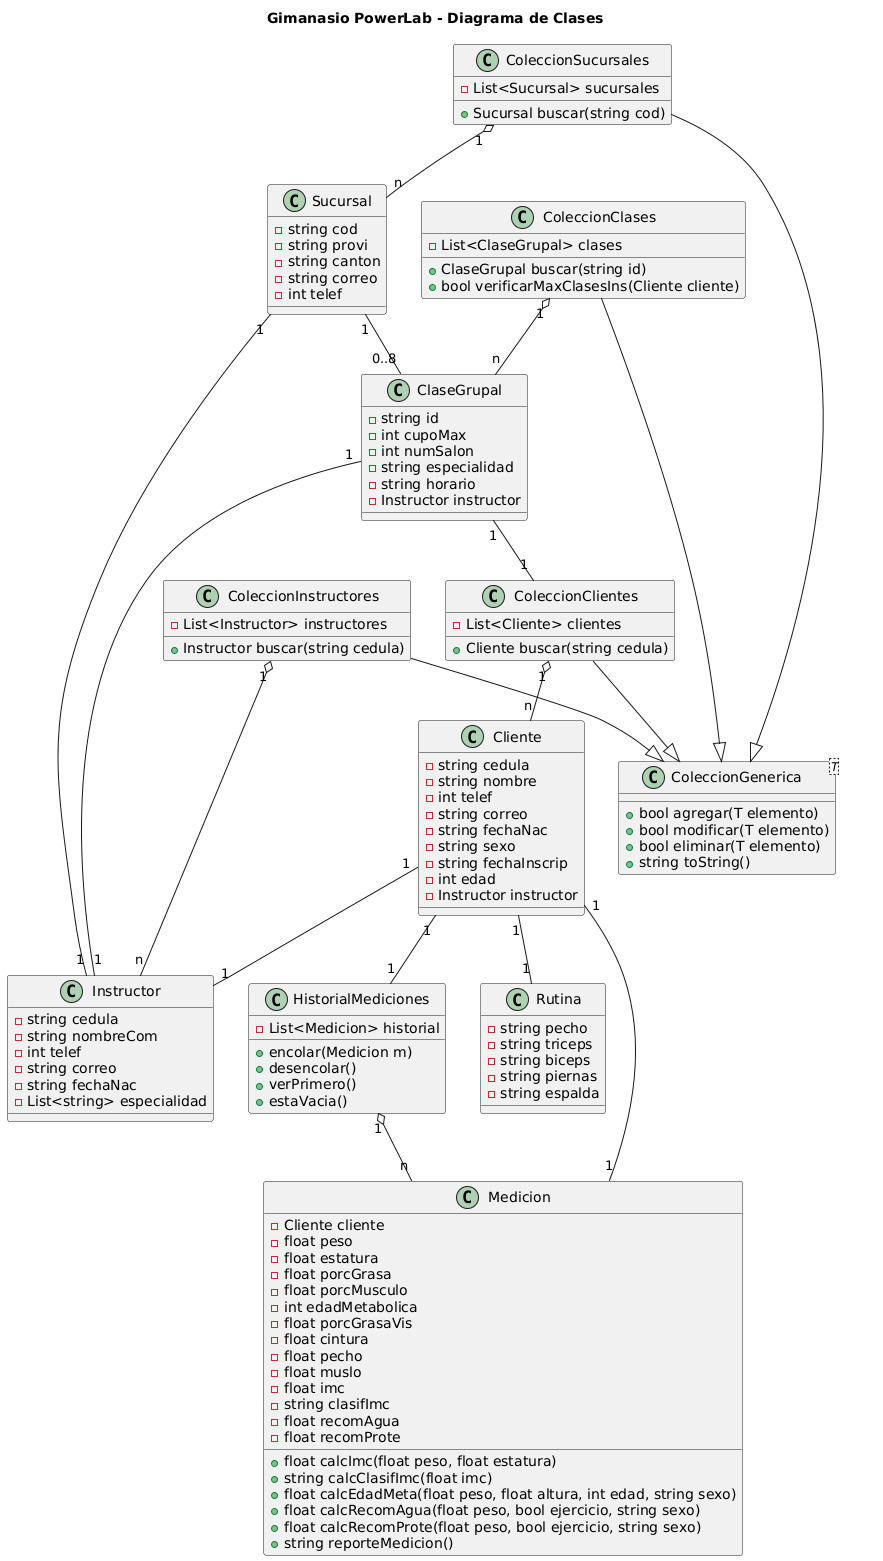 Gimanasio PowerLab - Diagrama de Clases
C ColeccionSucursales
List<Sucursal> sucursales
Sucursal buscar(string cod)
1
n
C Sucursal
string cod
string provi
string canton
string correo
int telef
C ColeccionClases
List<ClaseGrupal> clases
ClaseGrupal buscar(string id)
bool verificarMaxClasesIns(Cliente cliente)
1
1
1
0..8
n
C ClaseGrupal
string id
int cupoMax
int numSalon
string especialidad
string horario
Instructor instructor
1
1
1
C ColeccionInstructores
List<Instructor> instructores
Instructor buscar(string cedula)
C ColeccionClientes
List<Cliente> clientes
Cliente buscar(string cedula)
1
1
n
C Cliente
string cedula
string nombre
int telef
string correo
string fechaNac
string sexo
string fechaInscrip
int edad
Instructor instructor
C ColeccionGenerica
T
bool agregar(T elemento)
bool modificar(T elemento)
bool eliminar(T elemento)
string toString()
1
1
1
1
1
1
n
1
1
1
C Instructor
string cedula
string nombreCom
int telef
string correo
string fechaNac
List<string> especialidad
C HistorialMediciones
List<Medicion> historial
encolar(Medicion m)
desencolar()
verPrimero()
estaVacia()
C Rutina
string pecho
string triceps
string biceps
string piernas
string espalda
1
n
1
C Medicion
Cliente cliente
float peso
float estatura
float porcGrasa
float porcMusculo
int edadMetabolica
float porcGrasaVis
float cintura
float pecho
float muslo
float imc
string clasifImc
float recomAgua
float recomProte
float calcImc(float peso, float estatura)
string calcClasifImc(float imc)
float calcEdadMeta(float peso, float altura, int edad, string sexo)
float calcRecomAgua(float peso, bool ejercicio, string sexo)
float calcRecomProte(float peso, bool ejercicio, string sexo)
string reporteMedicion()